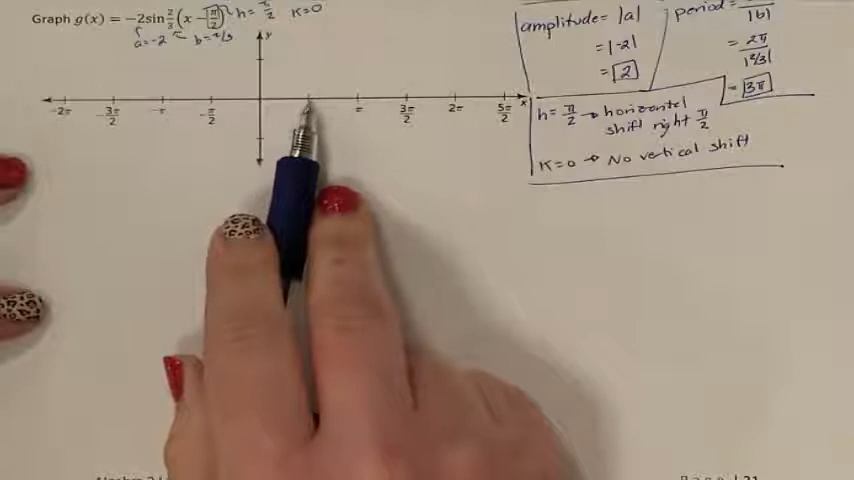 Graph g(x) = -2sin 2/3 (x - π/2) h = π/2 K=0
a=-2 b=2/3
y
x
-2π -3π/2 -π -π/2 π 3π/2 2π 5π/2
amplitude = |a|
= |-2|
= 2
period =
|b|
= 2π/|2/3|
= 3π
h = π/2 → horizontal
shift right π/2
K=0 → No vertical shift